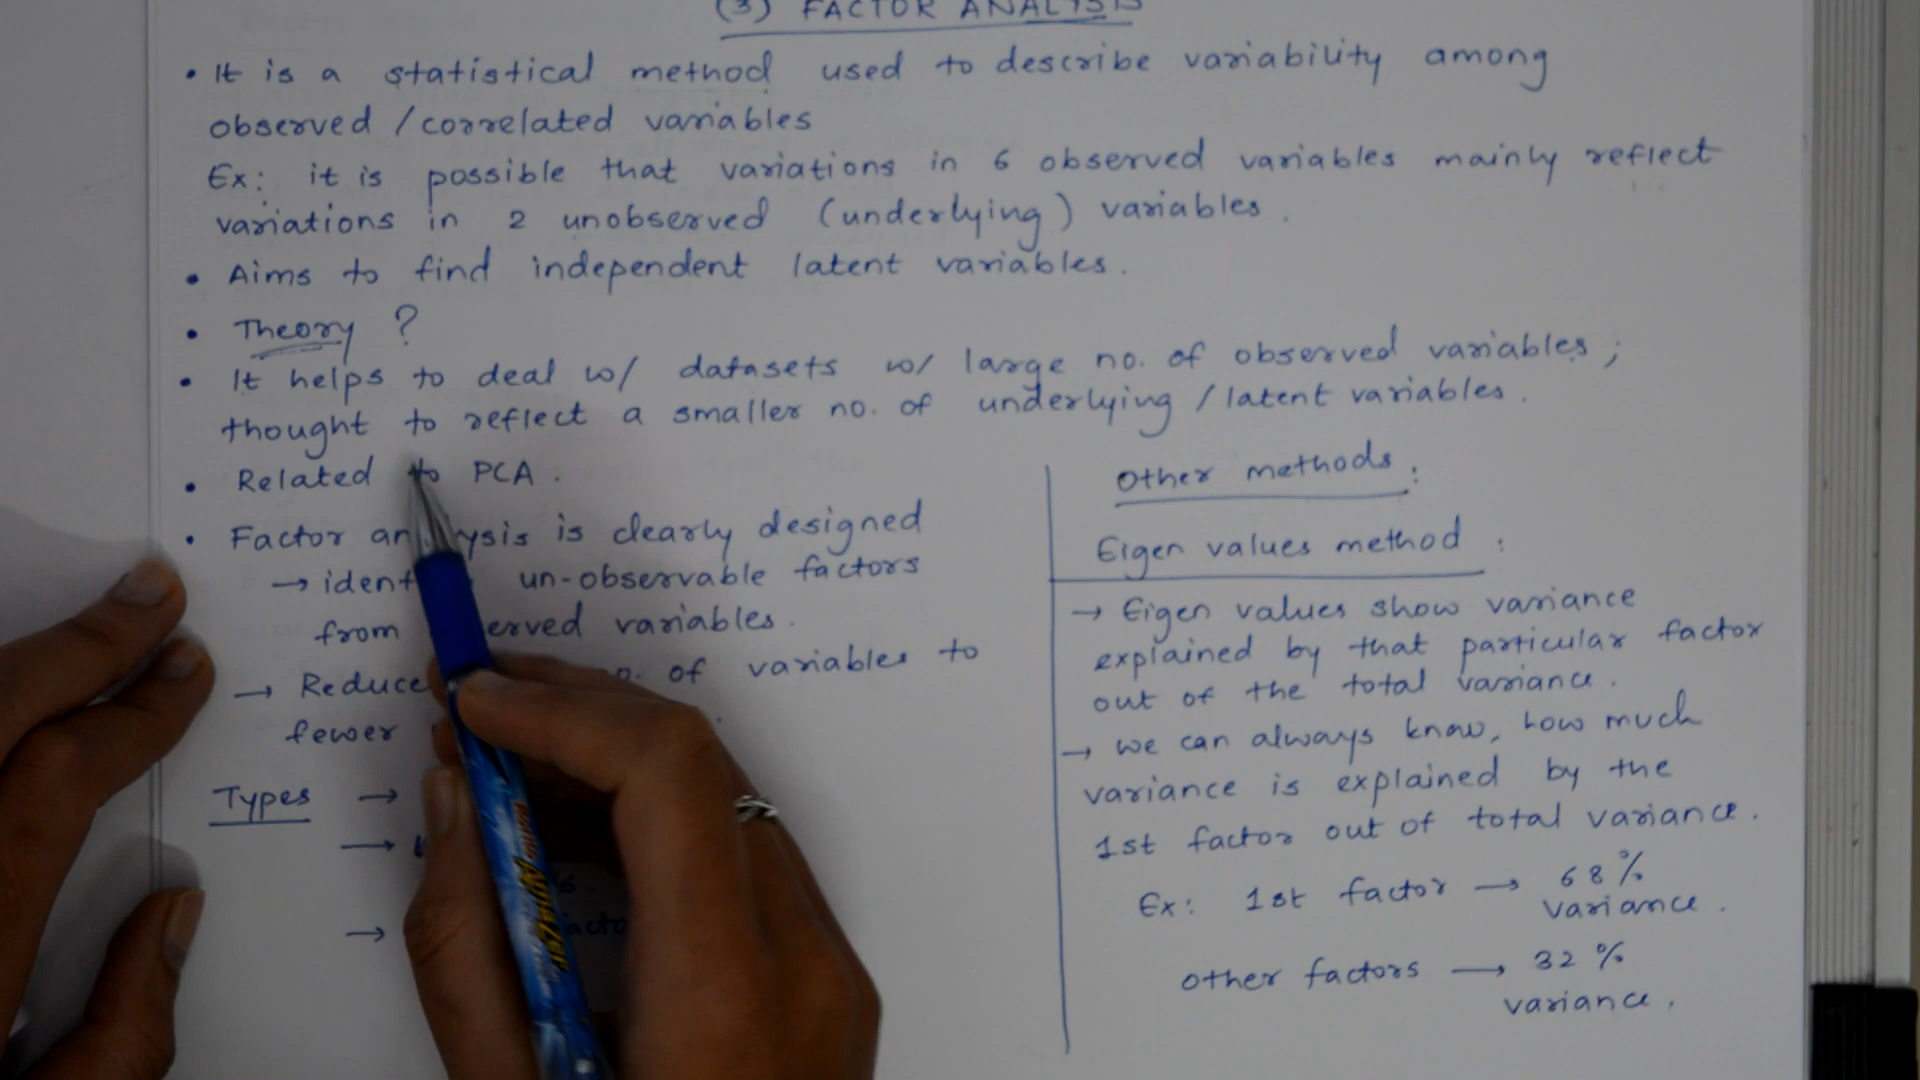 (3) FACTOR ANALYSIS
• It is a statistical method used to describe variability among
observed / correlated variables
Ex: it is possible that variations in 6 observed variables mainly reflect
variations in 2 unobserved (underlying) variables.
• Aims to find independent latent variables.
• Theory ?
• It helps to deal w/ datasets w/ large no. of observed variables;
thought to reflect a smaller no. of underlying / latent variables.
• Related to PCA.
• Factor is clearly designed
→ un-observable factors
from variables.
→ Reduce of variables to
fewer
Types →
→
→
Other methods:
Eigen values method:
→ Eigen values show variance
explained by that particular factor
out of the total variance.
→ we can always know, how much
variance is explained by the
1st factor out of total variance.
Ex: 1st factor → 68%
variance.
other factors → 32%
variance.